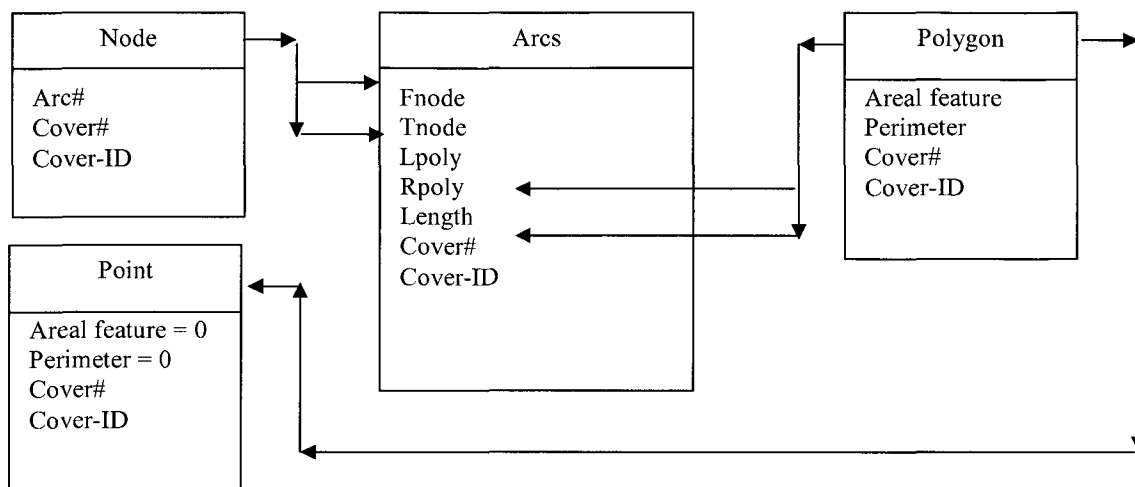 Node
Arc#
Cover#
Cover-ID
Arcs
Fnode
Tnode
Lpoly
Rpoly
Length
Cover#
Cover-ID
Polygon
Areal feature
Perimeter
Cover#
Cover-ID
Point
Areal feature = 0
Perimeter = 0
Cover#
Cover-ID